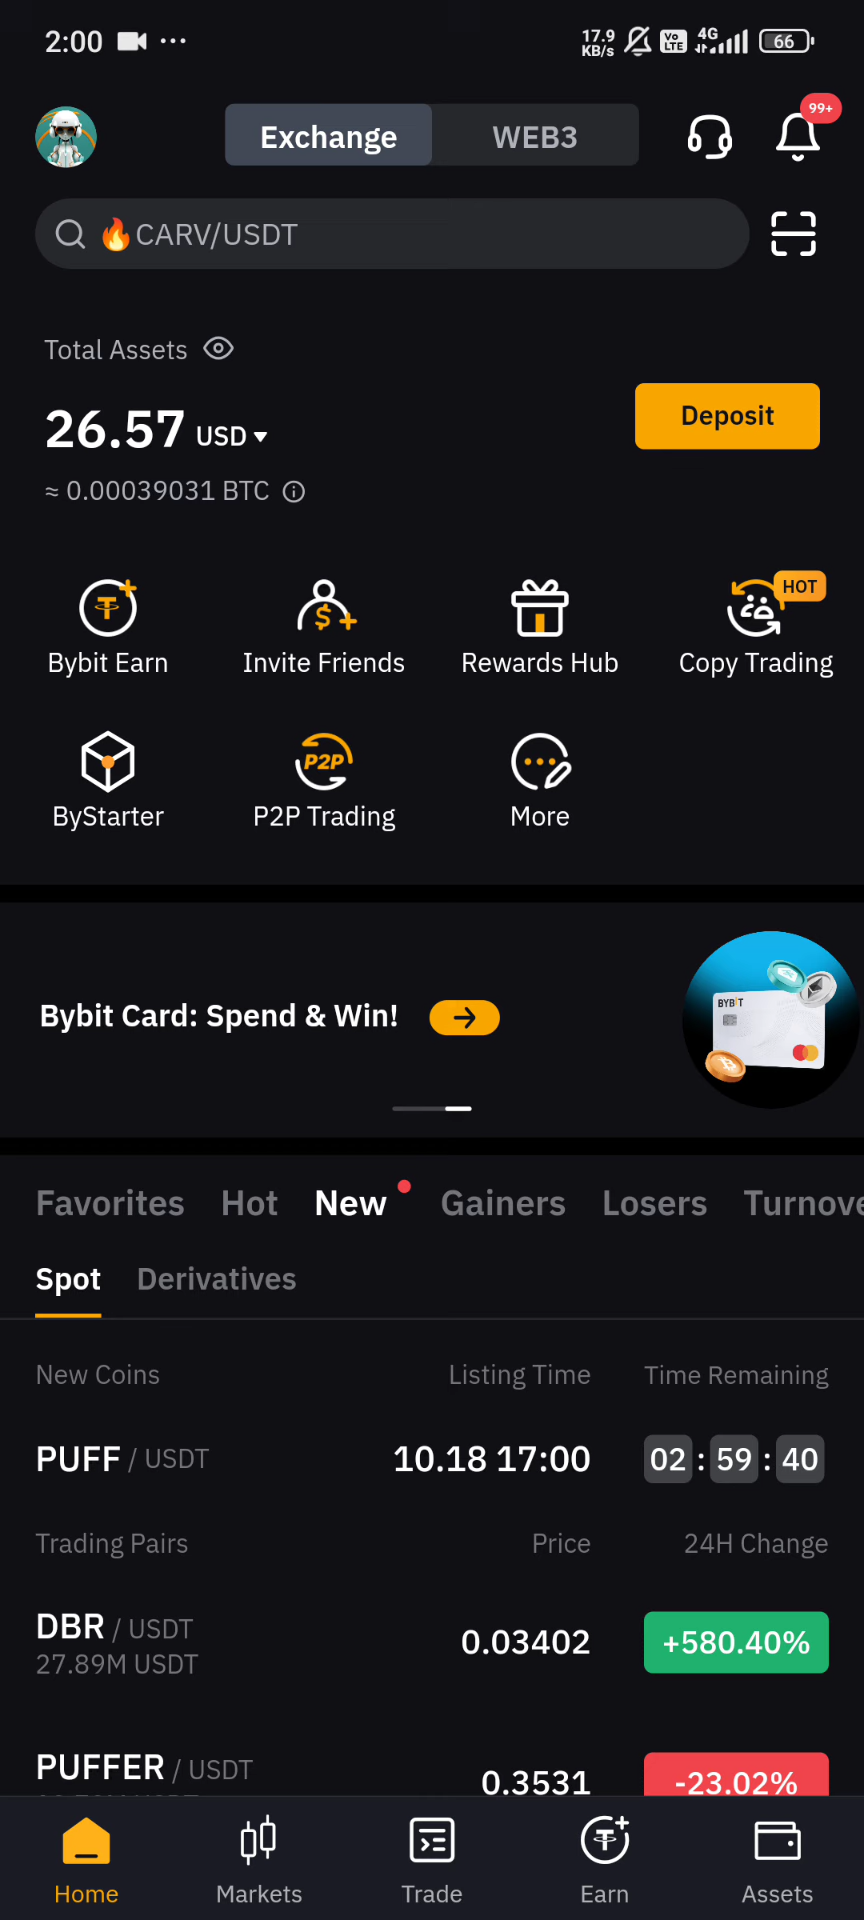 2:00
17.9 KB/s
Vo LTE
4G
66
99+
Exchange
WEB3
🔥CARV/USDT
Total Assets
26.57 USD
Deposit
≈ 0.00039031 BTC
HOT
Bybit Earn
Invite Friends
Rewards Hub
Copy Trading
P2P
ByStarter
P2P Trading
More
Bybit Card: Spend & Win!
BYBIT
Favorites Hot New Gainers Losers Turnove
Spot Derivatives
New Coins Listing Time Time Remaining
PUFF / USDT 10.18 17:00 02 : 59 : 40
Trading Pairs Price 24H Change
DBR / USDT 0.03402 +580.40%
27.89M USDT
PUFFER / USDT 0.3531 -23.02%
Home Markets Trade Earn Assets